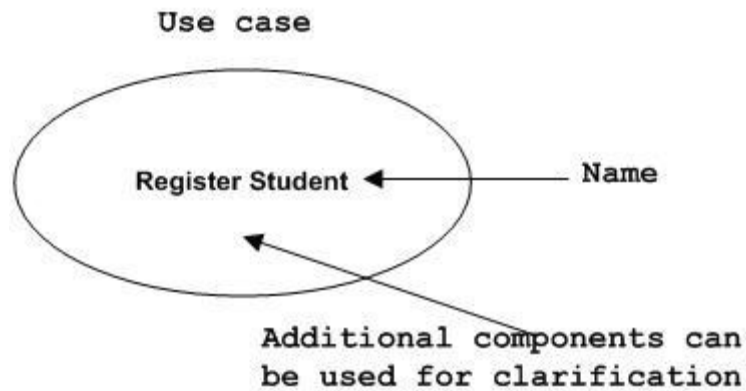 Use case
Register Student
Name
Additional components can
be used for clarification